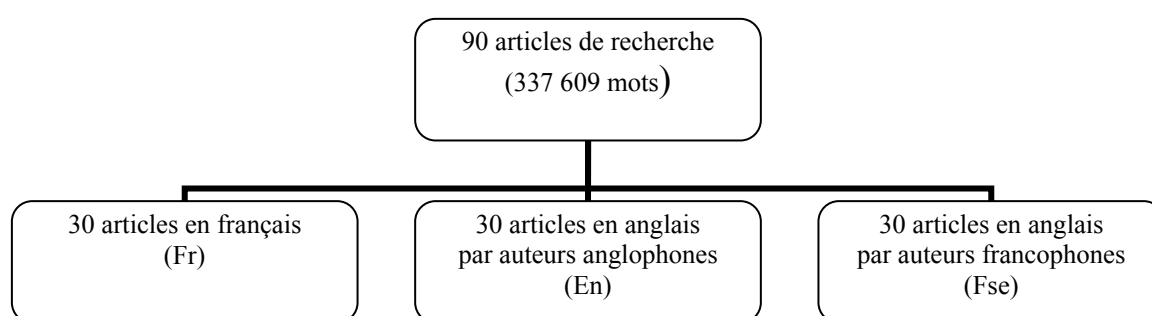 90 articles de recherche
(337 609 mots)
30 articles en français
(Fr)
30 articles en anglais
par auteurs anglophones
(En)
30 articles en anglais
par auteurs francophones
(Fse)